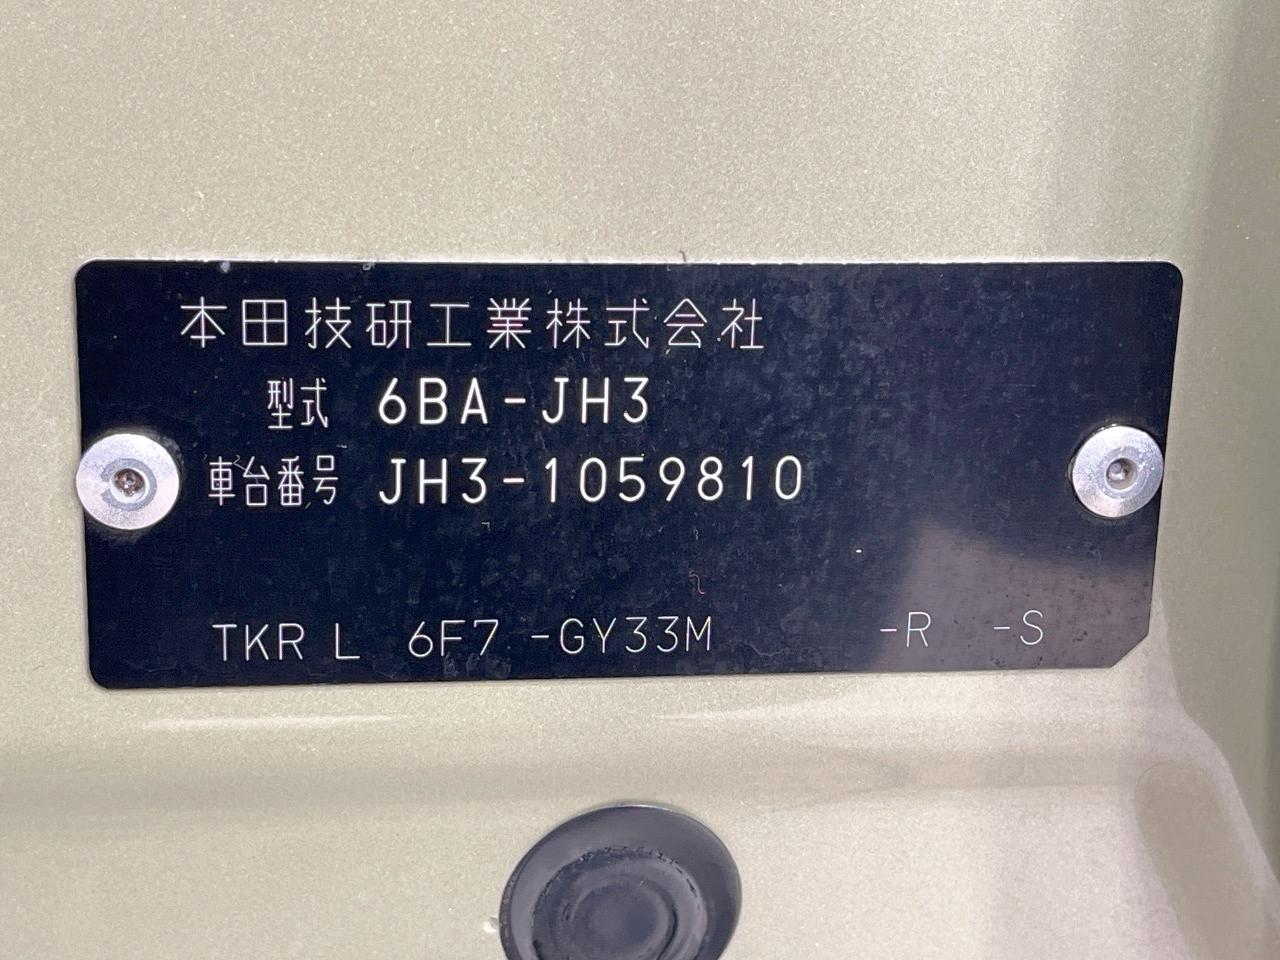 本田技研工業株式会社
型式 6BA-JH3
車台番号 JH3-1059810
TKR L 6F7 -GY33M -R -S